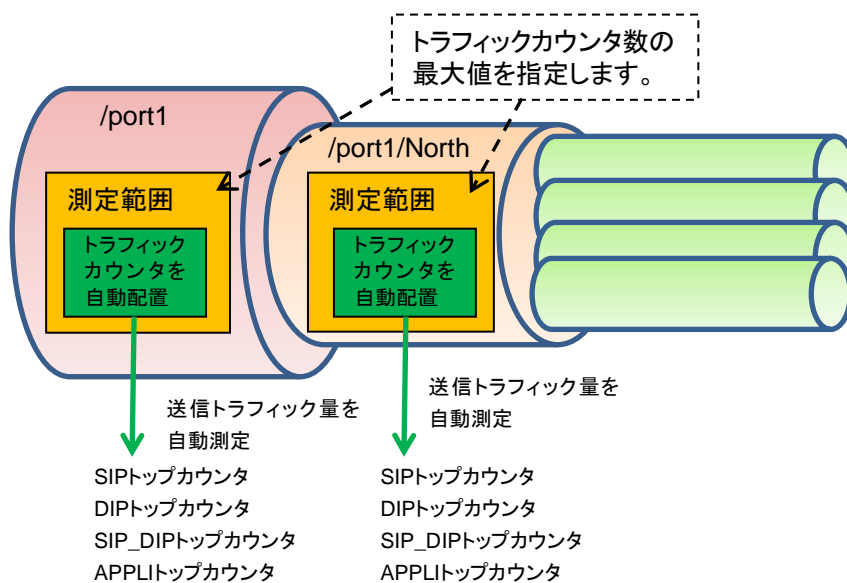 トラフィックカウンタ数の
最大値を指定します。
/port1
/port1/North
測定範囲
トラフィック
カウンタを
自動配置
測定範囲
トラフィック
カウンタを
自動配置
送信トラフィック量を
自動測定
送信トラフィック量を
自動測定
SIPトップカウンタ
DIPトップカウンタ
SIP_DIPトップカウンタ
APPLIトップカウンタ
SIPトップカウンタ
DIPトップカウンタ
SIP_DIPトップカウンタ
APPLIトップカウンタ